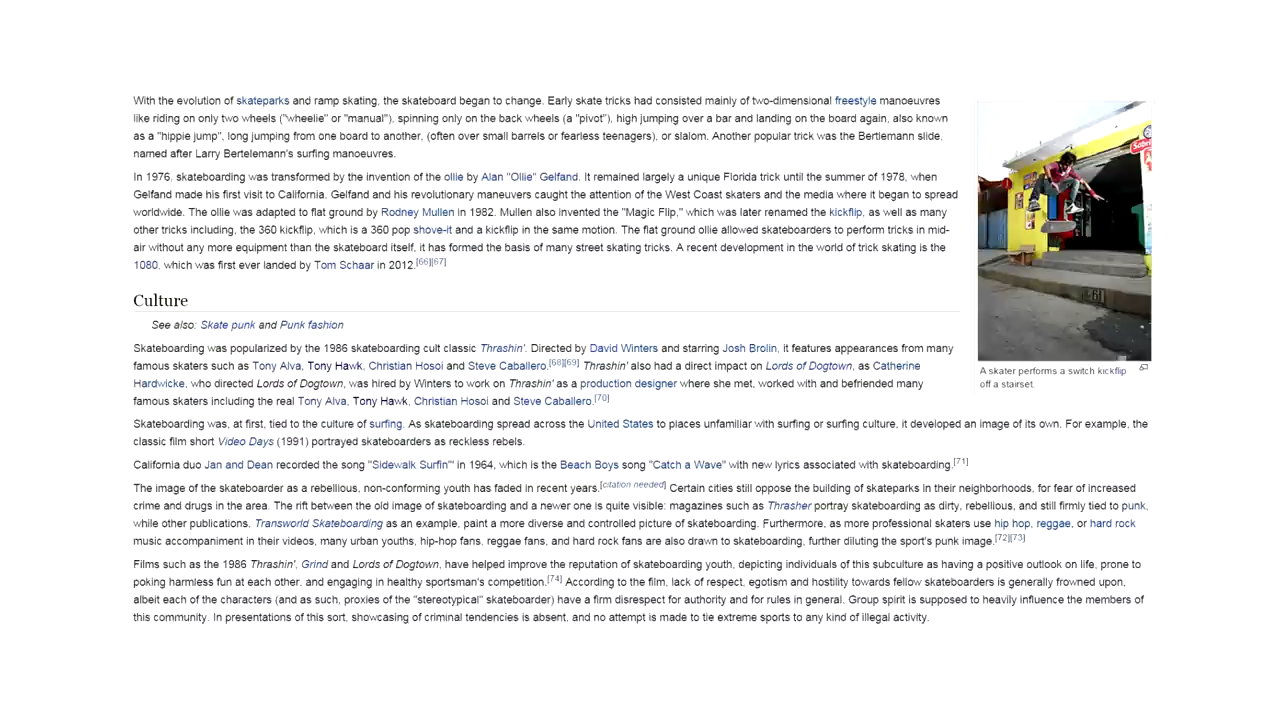 With the evolution of skateparks and ramp skating, the skateboard began to change. Early skate tricks had consisted mainly of two-dimensional freestyle manoeuvres
like riding on only two wheels ("wheelie" or "manual"), spinning only on the back wheels (a "pivot"), high jumping over a bar and landing on the board again, also known
as a "hippie jump", long jumping from one board to another, (often over small barrels or fearless teenagers), or slalom. Another popular trick was the Bertlemann slide,
named after Larry Bertelemann's surfing manoeuvres.
In 1976, skateboarding was transformed by the invention of the ollie by Alan "Ollie" Gelfand. It remained largely a unique Florida trick until the summer of 1978, when
Gelfand made his first visit to California. Gelfand and his revolutionary maneuvers caught the attention of the West Coast skaters and the media where it began to spread
worldwide. The ollie was adapted to flat ground by Rodney Mullen in 1982. Mullen also invented the "Magic Flip," which was later renamed the kickflip, as well as many
other tricks including, the 360 kickflip, which is a 360 pop shove-it and a kickflip in the same motion. The flat ground ollie allowed skateboarders to perform tricks in mid-
air without any more equipment than the skateboard itself, it has formed the basis of many street skating tricks. A recent development in the world of trick skating is the
1080, which was first ever landed by Tom Schaar in 2012.[66][67]
Culture
See also: Skate punk and Punk fashion
Skateboarding was popularized by the 1986 skateboarding cult classic Thrashin'. Directed by David Winters and starring Josh Brolin, it features appearances from many
famous skaters such as Tony Alva, Tony Hawk, Christian Hosoi and Steve Caballero.[68][69] Thrashin' also had a direct impact on Lords of Dogtown, as Catherine
Hardwicke, who directed Lords of Dogtown, was hired by Winters to work on Thrashin' as a production designer where she met, worked with and befriended many
famous skaters including the real Tony Alva, Tony Hawk, Christian Hosoi and Steve Caballero.[70]
A skater performs a switch kickflip
off a stairset.
Skateboarding was, at first, tied to the culture of surfing. As skateboarding spread across the United States to places unfamiliar with surfing or surfing culture, it developed an image of its own. For example, the
classic film short Video Days (1991) portrayed skateboarders as reckless rebels.
California duo Jan and Dean recorded the song "Sidewalk Surfin'" in 1964, which is the Beach Boys song "Catch a Wave" with new lyrics associated with skateboarding.[71]
The image of the skateboarder as a rebellious, non-conforming youth has faded in recent years.[citation needed] Certain cities still oppose the building of skateparks in their neighborhoods, for fear of increased
crime and drugs in the area. The rift between the old image of skateboarding and a newer one is quite visible: magazines such as Thrasher portray skateboarding as dirty, rebellious, and still firmly tied to punk,
while other publications, Transworld Skateboarding as an example, paint a more diverse and controlled picture of skateboarding. Furthermore, as more professional skaters use hip hop, reggae, or hard rock
music accompaniment in their videos, many urban youths, hip-hop fans, reggae fans, and hard rock fans are also drawn to skateboarding, further diluting the sport's punk image.[72][73]
Films such as the 1986 Thrashin', Grind and Lords of Dogtown, have helped improve the reputation of skateboarding youth, depicting individuals of this subculture as having a positive outlook on life, prone to
poking harmless fun at each other, and engaging in healthy sportsman's competition.[74] According to the film, lack of respect, egotism and hostility towards fellow skateboarders is generally frowned upon,
albeit each of the characters (and as such, proxies of the "stereotypical" skateboarder) have a firm disrespect for authority and for rules in general. Group spirit is supposed to heavily influence the members of
this community. In presentations of this sort, showcasing of criminal tendencies is absent, and no attempt is made to tie extreme sports to any kind of illegal activity.